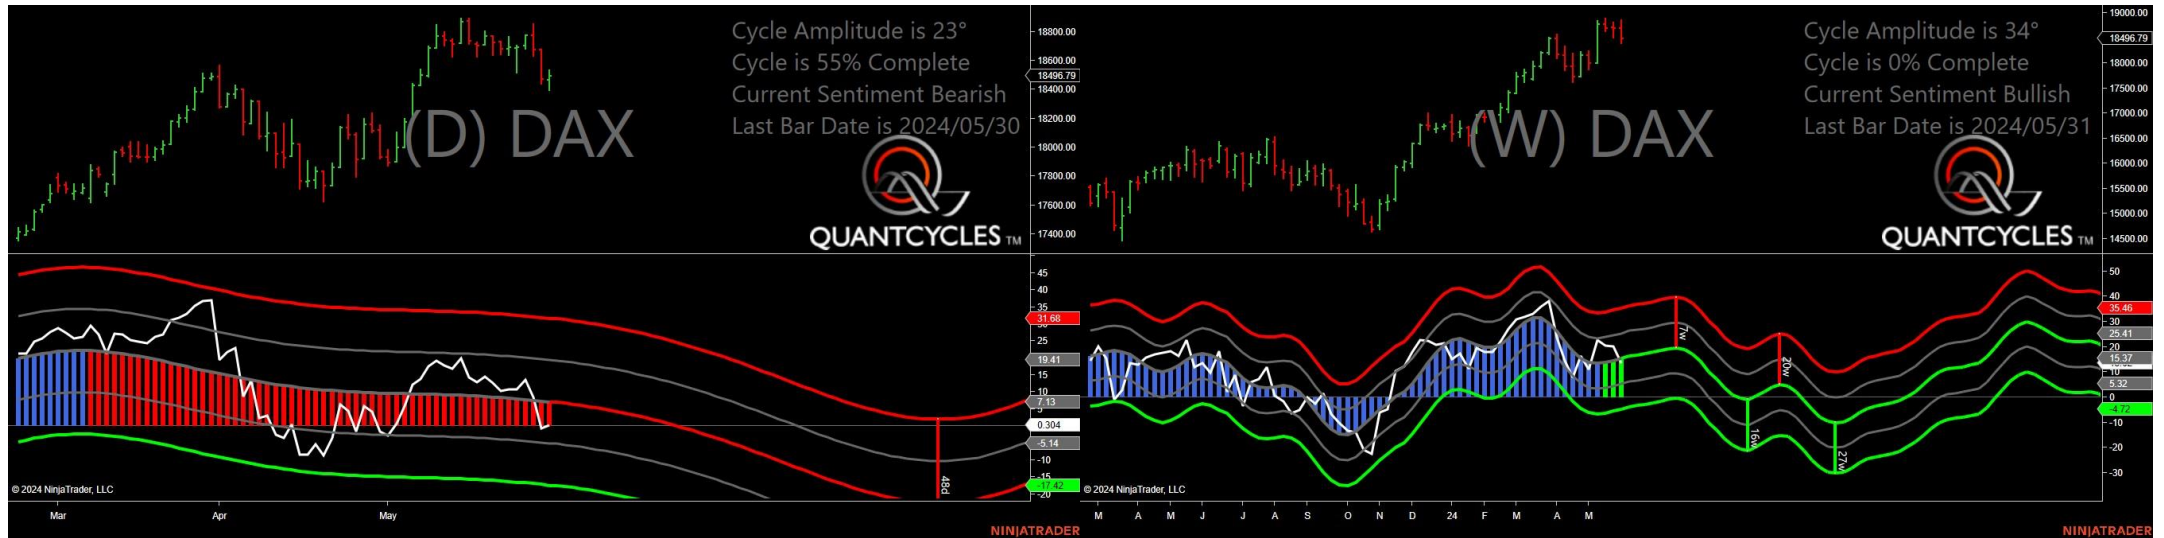 Cycle Amplitude is 23°
Cycle is 55% Complete
Current Sentiment Bearish
Last Bar Date is 2024/05/30
(D) DAX
QUANTCYCLES TM
18800.00
18600.00
18496.79
18400.00
18200.00
18000.00
17800.00
17600.00
17400.00
45
40
35
31.68
25
19.41
15
10
7.13
5
0.304
-5.14
-10
-15
-17.42
-20
48d
© 2024 NinjaTrader, LLC
Mar Apr May
NINJATRADER
Cycle Amplitude is 34°
Cycle is 0% Complete
Current Sentiment Bullish
Last Bar Date is 2024/05/31
(W) DAX
QUANTCYCLES TM
19000.00
18496.79
18000.00
17500.00
17000.00
16500.00
16000.00
15500.00
15000.00
14500.00
50
40
35.46
30
25.41
20
15.37
10
5.32
0
-4.72
-10
-20
-30
7w
20w
16w
27w
© 2024 NinjaTrader, LLC
M A M J J A S O N D 24 F M A M
NINJATRADER